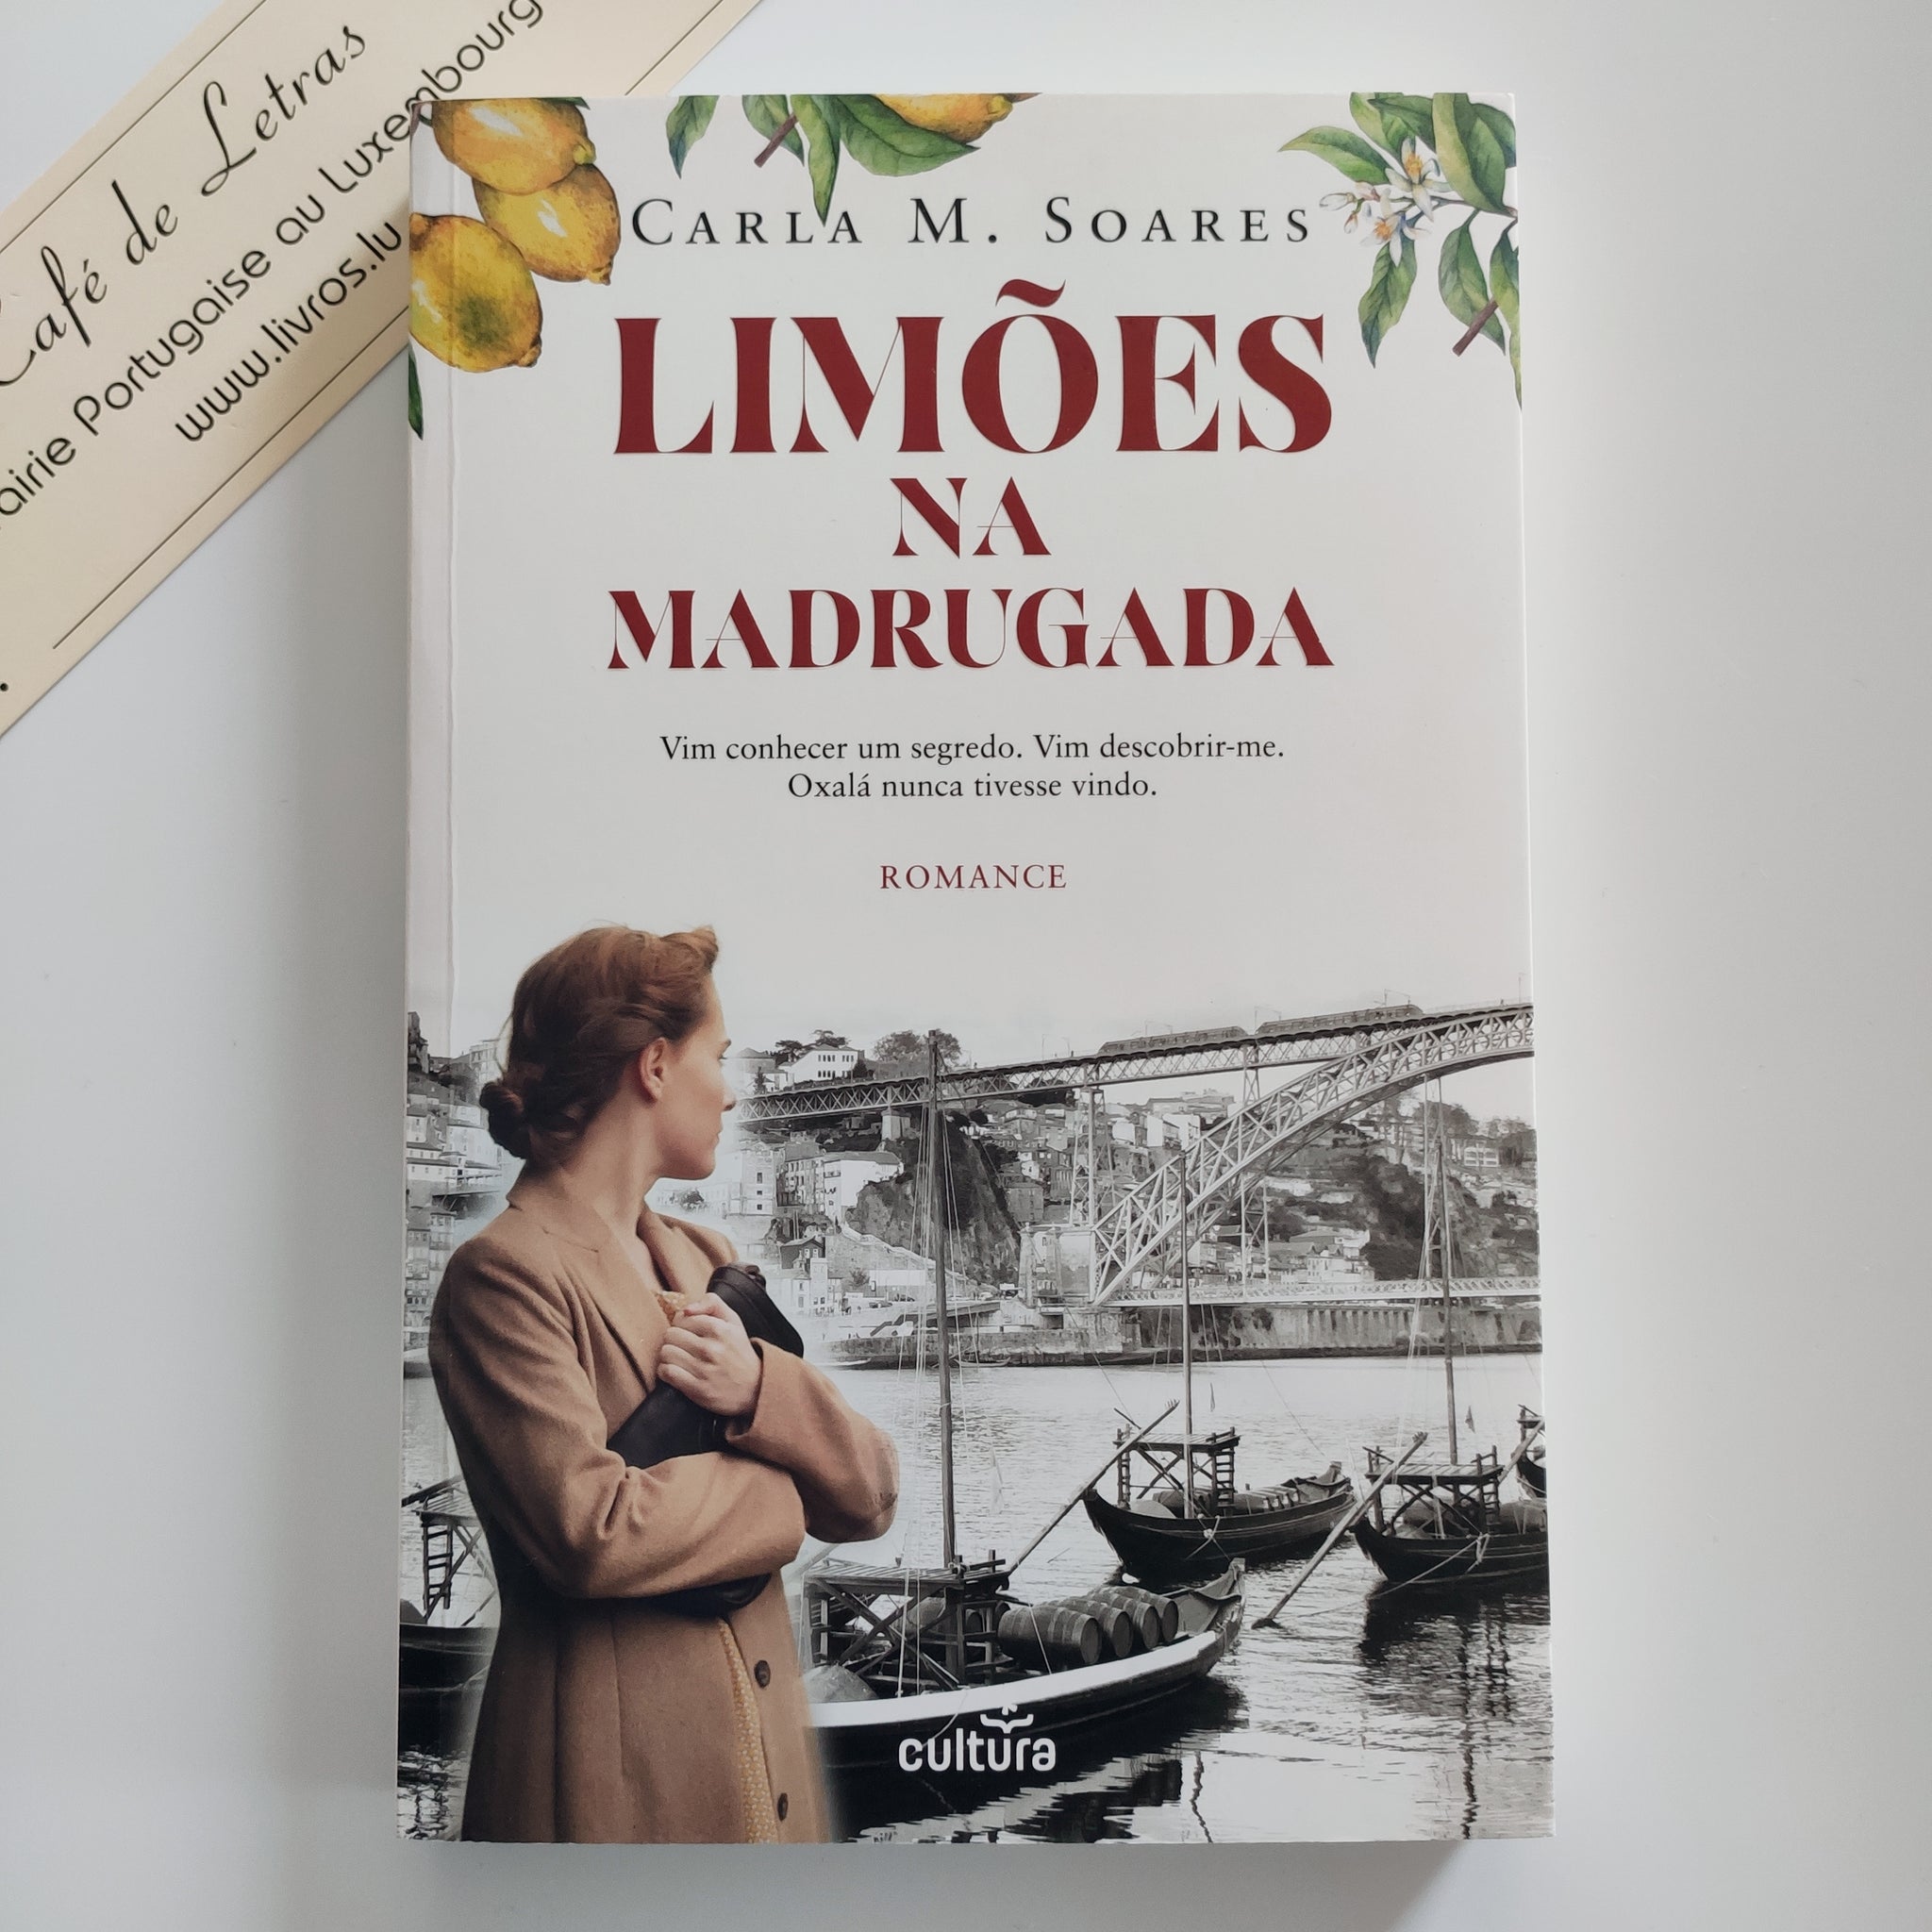 Café de Letras
Portugaise au Luxembourg
www.livros.lu
CARLA M. SOARES
LIMÕES
NA
MADRUGADA
Vim conhecer um segredo. Vim descobrir-me.
Oxalá nunca tivesse vindo.
ROMANCE
cultura